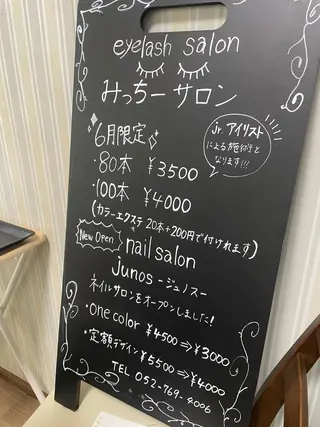 eyelash salon
みっちーサロン
6月限定
jr.アイリスト
による施術と
なります!!!
・80本 ¥3500
・100本 ¥4000
(カラーエクステ 20本+200円で付けれます)
New Open
nail salon
junos -ジュノス-
ネイルサロンをオープンしました!
・One color ¥4500⇒¥3000
・定額デザイン¥5500⇒¥4000
TEL 052-769-4006